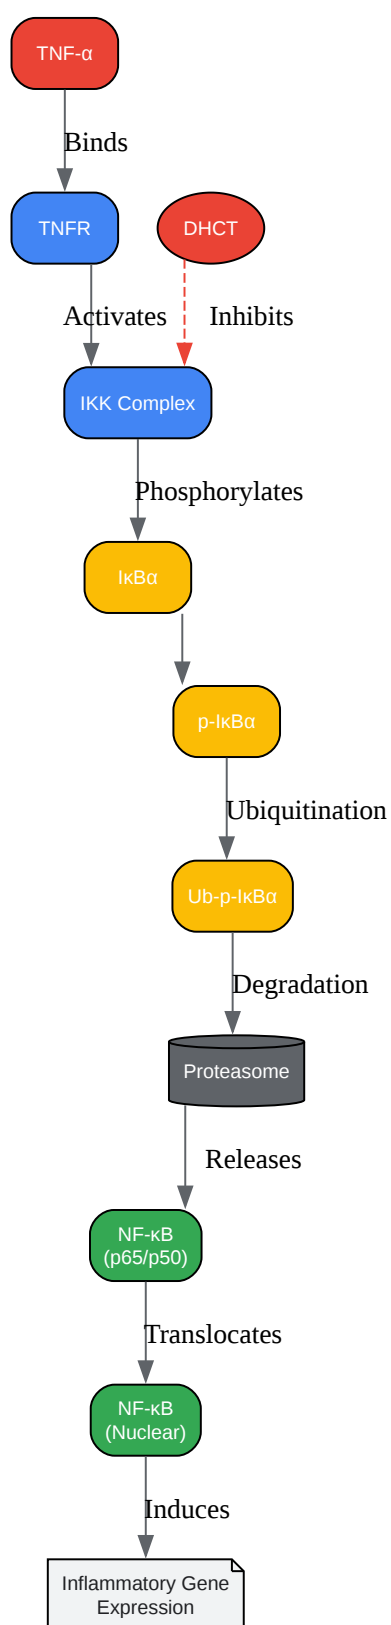 TNF-α
Binds
TNFR
DHCT
Activates
Inhibits
IKK Complex
Phosphorylates
IκBα
p-IκBα
Ubiquitination
Ub-p-IκBα
Degradation
Proteasome
Releases
NF-κB
(p65/p50)
Translocates
NF-κB
(Nuclear)
Induces
Inflammatory Gene
Expression